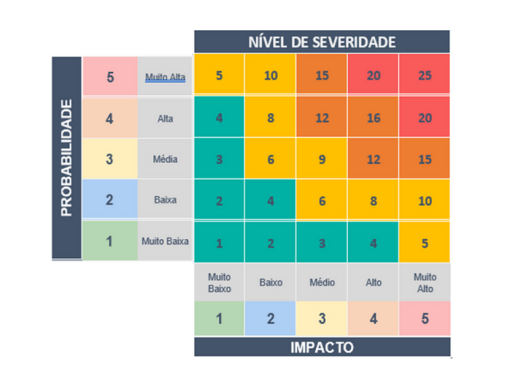 NÍVEL DE SEVERIDADE
PROBABILIDADE
5 Muito Alta 5 10 15 20 25
4 Alta 4 8 12 16 20
3 Média 3 6 9 12 15
2 Baixa 2 4 6 8 10
1 Muito Baixa 1 2 3 4 5
Muito Baixo Baixo Médio Alto Muito Alto
1 2 3 4 5
IMPACTO